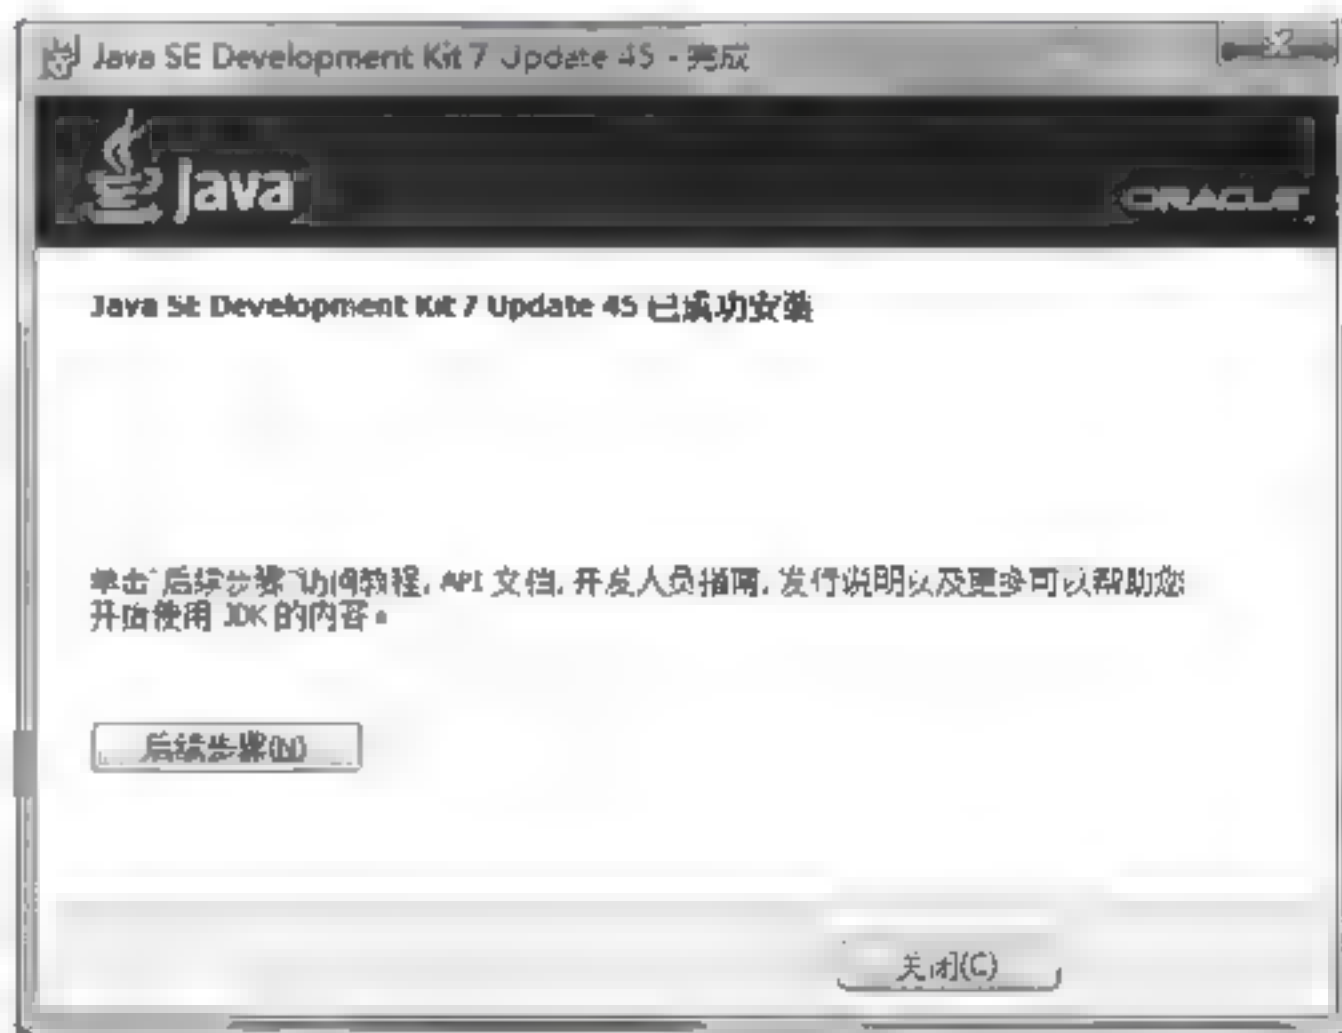 Java SE Development Kit 7 Update 45 - 完成
Java
ORACLE
Java SE Development Kit 7 Update 45 已成功安装
单击"后续步骤"访问教程, API 文档, 开发人员指南, 发行说明以及更多可以帮助您
开始使用 JDK 的内容。
后续步骤(N)
关闭(C)